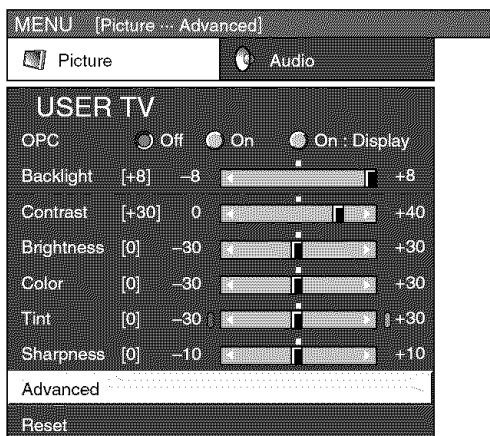 MENU [Picture ··· Advanced]
Picture Audio
USER TV
OPC Off On On : Display
Backlight [+8] –8 +8
Contrast [+30] 0 +40
Brightness [0] –30 +30
Color [0] –30 +30
Tint [0] –30 +30
Sharpness [0] –10 +10
Advanced
Reset